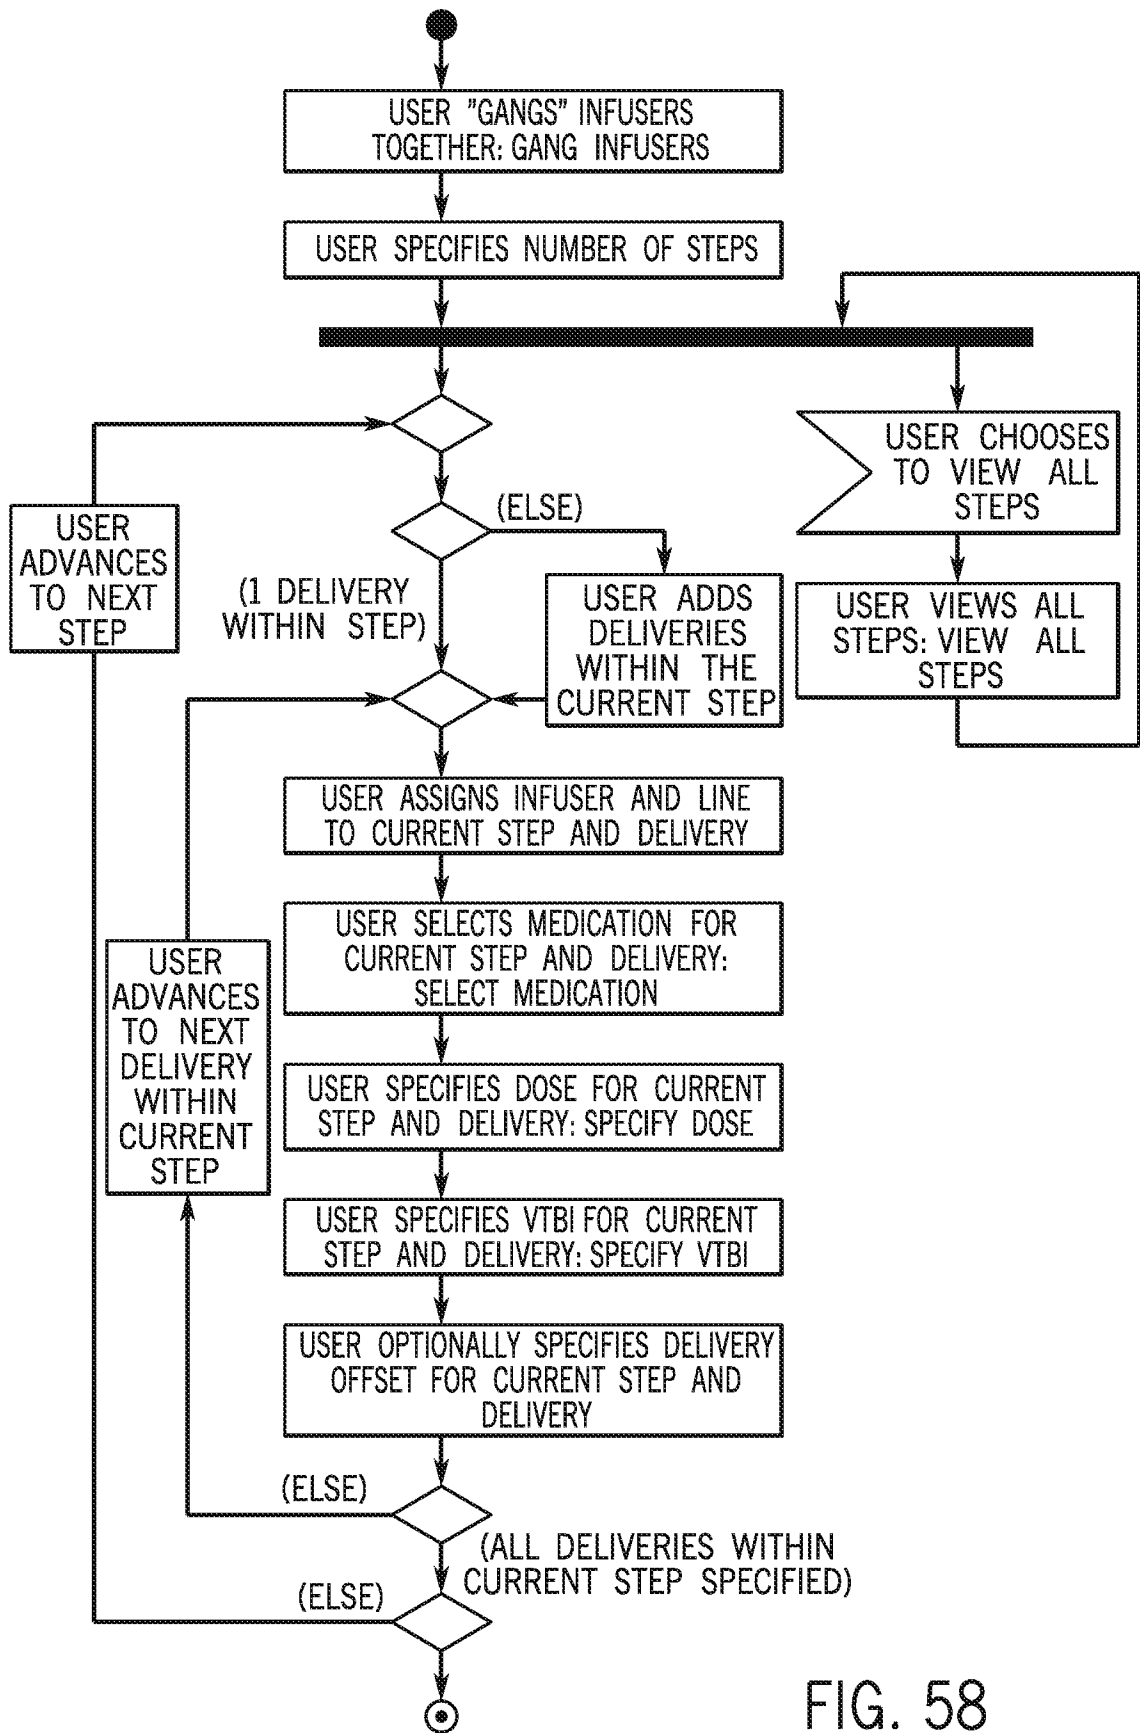 USER "GANGS" INFUSERS
TOGETHER: GANG INFUSERS
USER SPECIFIES NUMBER OF STEPS
USER CHOOSES
TO VIEW ALL
STEPS
(ELSE)
USER
ADVANCES
TO NEXT
STEP
(1 DELIVERY
WITHIN STEP)
USER ADDS
DELIVERIES
WITHIN THE
CURRENT STEP
USER VIEWS ALL
STEPS: VIEW ALL
STEPS
USER ASSIGNS INFUSER AND LINE
TO CURRENT STEP AND DELIVERY
USER SELECTS MEDICATION FOR
CURRENT STEP AND DELIVERY:
SELECT MEDICATION
USER
ADVANCES
TO NEXT
DELIVERY
WITHIN
CURRENT
STEP
USER SPECIFIES DOSE FOR CURRENT
STEP AND DELIVERY: SPECIFY DOSE
USER SPECIFIES VTBI FOR CURRENT
STEP AND DELIVERY: SPECIFY VTBI
USER OPTIONALLY SPECIFIES DELIVERY
OFFSET FOR CURRENT STEP AND
DELIVERY
(ELSE)
(ALL DELIVERIES WITHIN
CURRENT STEP SPECIFIED)
(ELSE)
FIG. 58